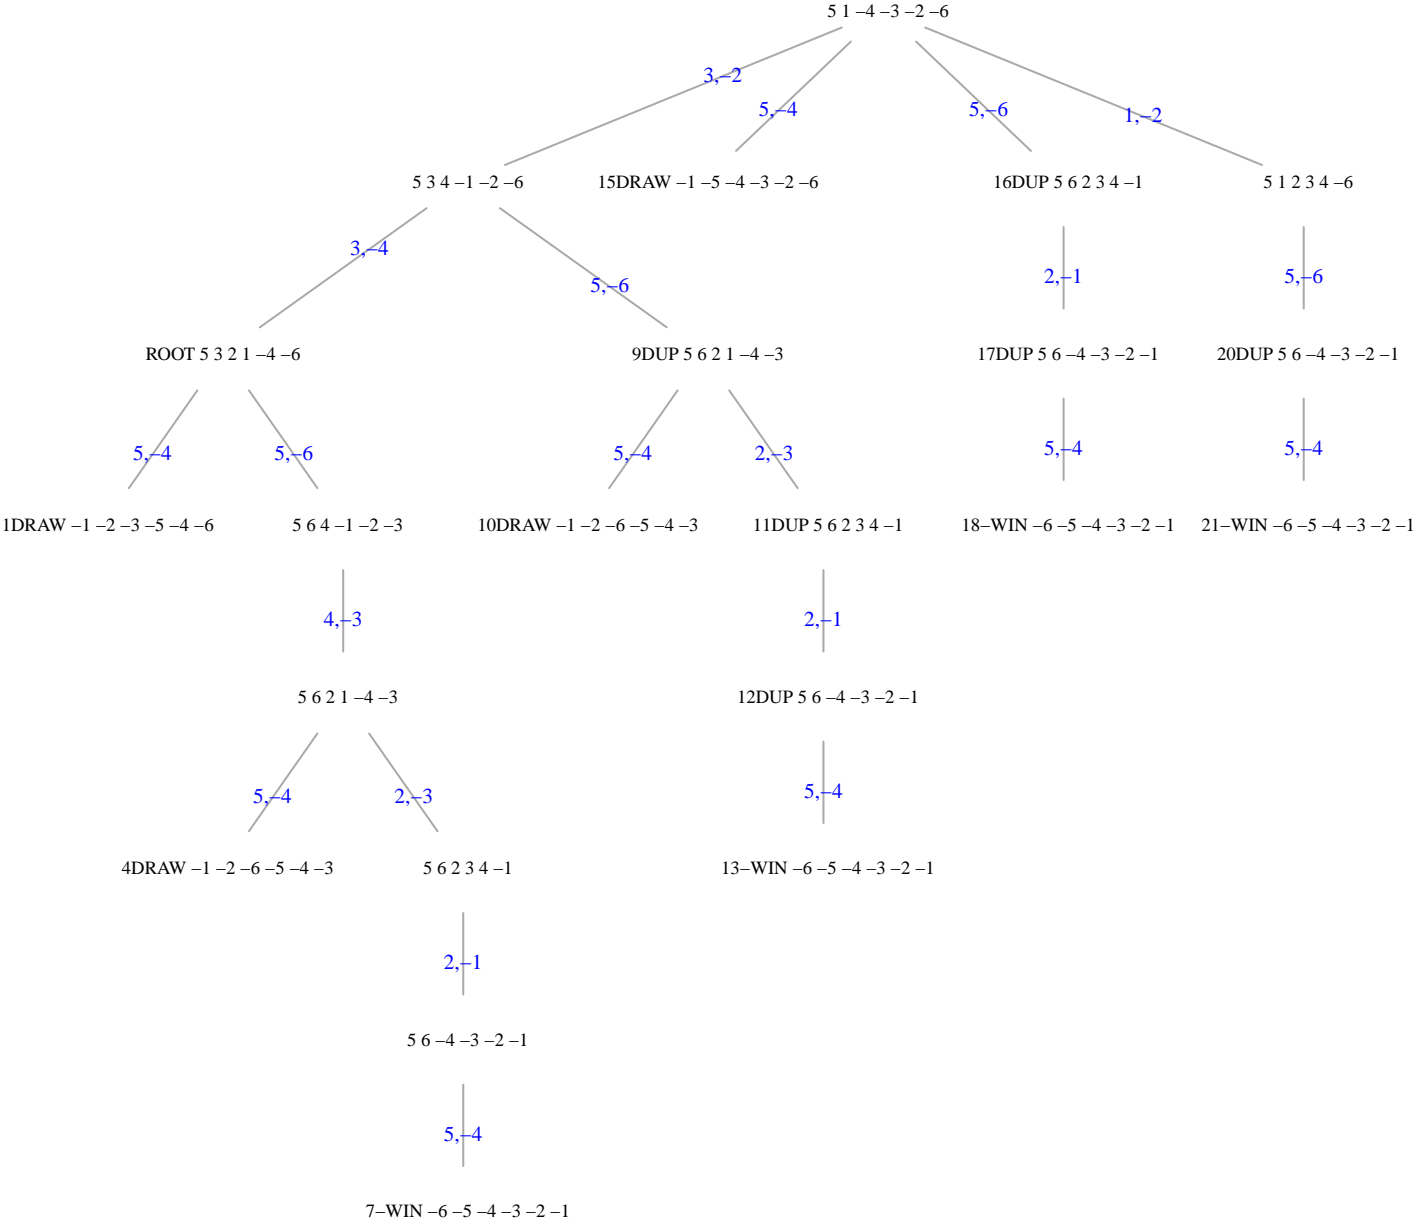 5 1 –4 –3 –2 –6
3,–2
5,–4
5,–6
1,–2
5 3 4 –1 –2 –6
15DRAW –1 –5 –4 –3 –2 –6
16DUP 5 6 2 3 4 –1
5 1 2 3 4 –6
3,–4
5,–6
2,–1
5,–6
ROOT 5 3 2 1 –4 –6
9DUP 5 6 2 1 –4 –3
17DUP 5 6 –4 –3 –2 –1
20DUP 5 6 –4 –3 –2 –1
5,–4
5,–6
5,–4
2,–3
5,–4
5,–4
1DRAW –1 –2 –3 –5 –4 –6
5 6 4 –1 –2 –3
10DRAW –1 –2 –6 –5 –4 –3
11DUP 5 6 2 3 4 –1
18–WIN –6 –5 –4 –3 –2 –1
21–WIN –6 –5 –4 –3 –2 –1
4,–3
2,–1
5 6 2 1 –4 –3
12DUP 5 6 –4 –3 –2 –1
5,–4
2,–3
5,–4
4DRAW –1 –2 –6 –5 –4 –3
5 6 2 3 4 –1
13–WIN –6 –5 –4 –3 –2 –1
2,–1
5 6 –4 –3 –2 –1
5,–4
7–WIN –6 –5 –4 –3 –2 –1